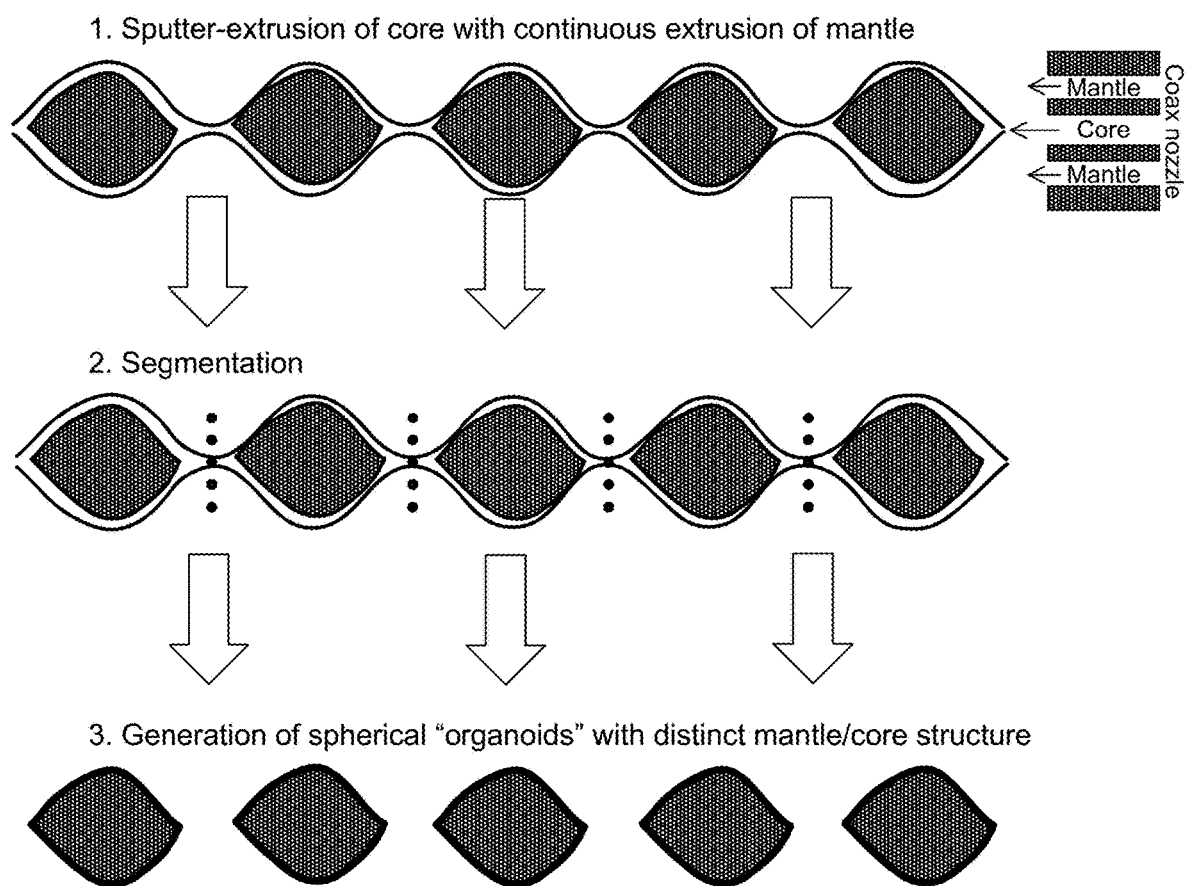 1. Sputter-extrusion of core with continuous extrusion of mantle
Mantle
Core
Mantle
Coax nozzle
2. Segmentation
3. Generation of spherical “organoids” with distinct mantle/core structure